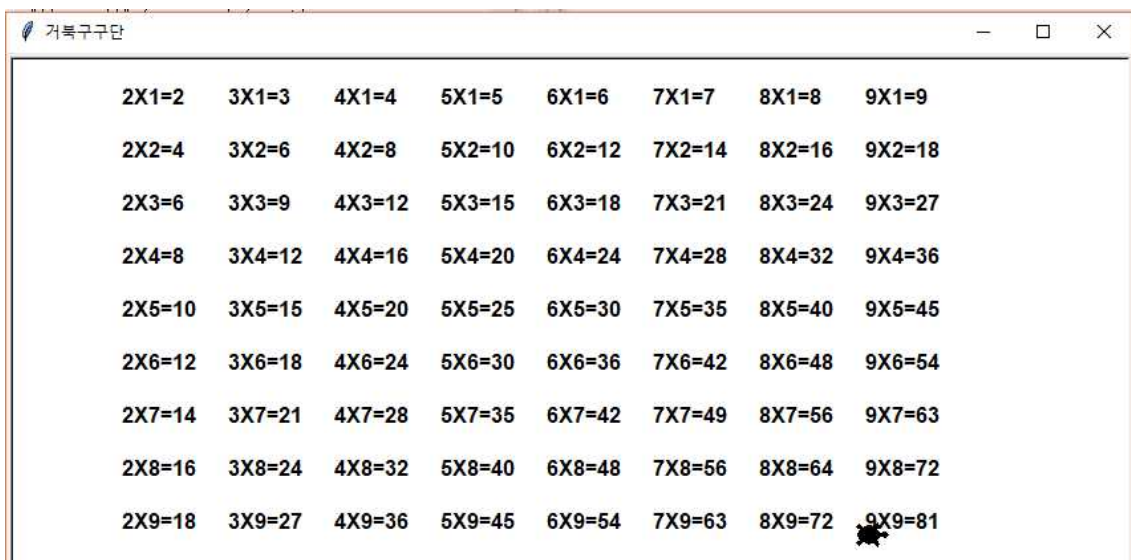 거북구구단
2X1=2 3X1=3 4X1=4 5X1=5 6X1=6 7X1=7 8X1=8 9X1=9
2X2=4 3X2=6 4X2=8 5X2=10 6X2=12 7X2=14 8X2=16 9X2=18
2X3=6 3X3=9 4X3=12 5X3=15 6X3=18 7X3=21 8X3=24 9X3=27
2X4=8 3X4=12 4X4=16 5X4=20 6X4=24 7X4=28 8X4=32 9X4=36
2X5=10 3X5=15 4X5=20 5X5=25 6X5=30 7X5=35 8X5=40 9X5=45
2X6=12 3X6=18 4X6=24 5X6=30 6X6=36 7X6=42 8X6=48 9X6=54
2X7=14 3X7=21 4X7=28 5X7=35 6X7=42 7X7=49 8X7=56 9X7=63
2X8=16 3X8=24 4X8=32 5X8=40 6X8=48 7X8=56 8X8=64 9X8=72
2X9=18 3X9=27 4X9=36 5X9=45 6X9=54 7X9=63 8X9=72 9X9=81